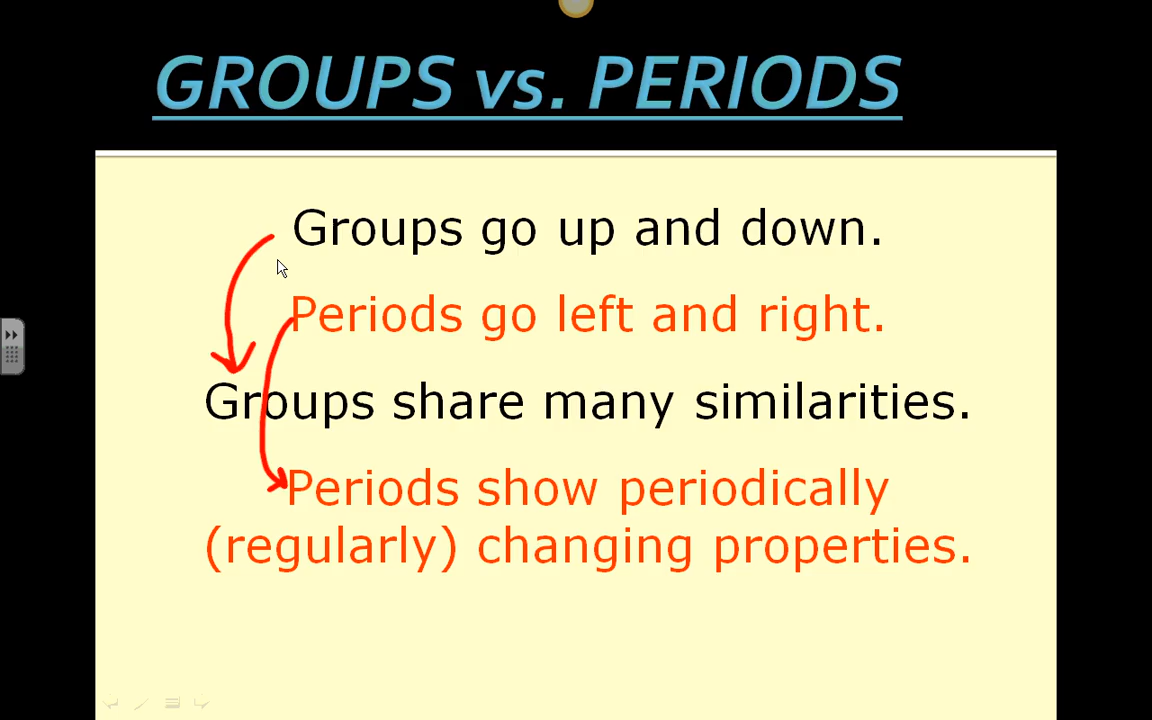 GROUPS vs. PERIODS
Groups go up and down.
Periods go left and right.
Groups share many similarities.
Periods show periodically
(regularly) changing properties.